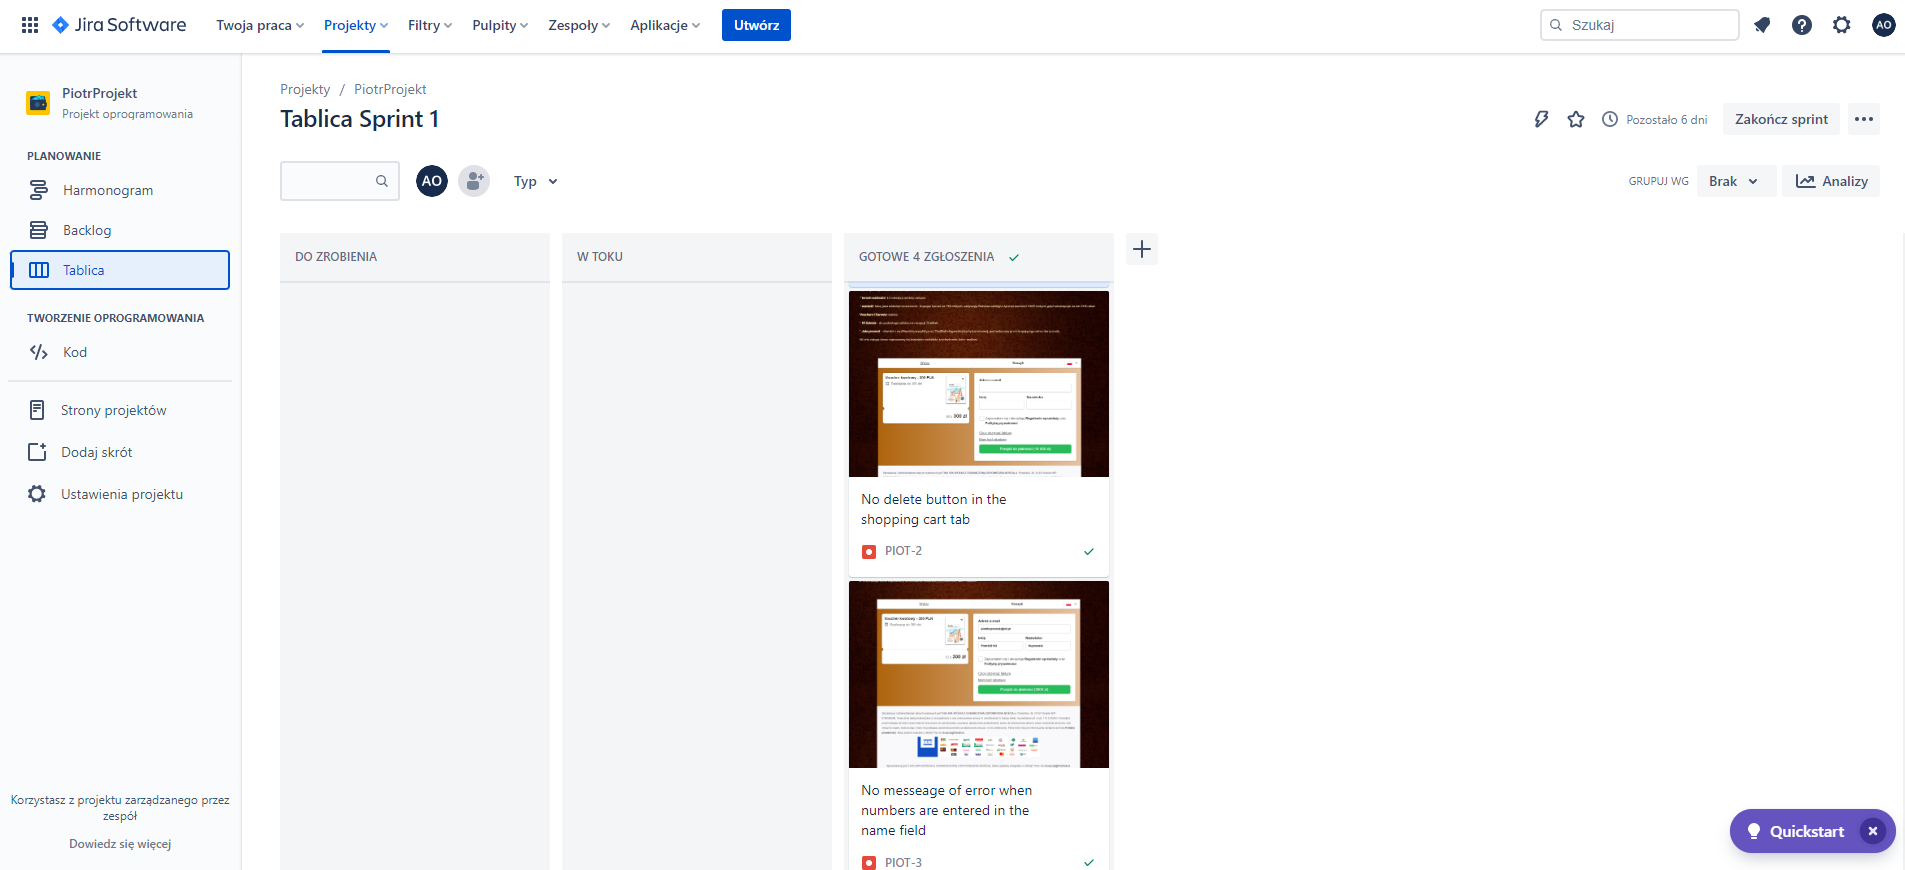 Jira Software
Twoja praca
Projekty
Filtry
Pulpity
Zespoły
Aplikacje
Utwórz
Szukaj
AO
PiotrProjekt
Projekt oprogramowania
PLANOWANIE
Harmonogram
Backlog
Tablica
TWORZENIE OPROGRAMOWANIA
Kod
Strony projektów
Dodaj skrót
Ustawienia projektu
Korzystasz z projektu zarządzanego przez
zespół
Dowiedz się więcej
Projekty / PiotrProjekt
Tablica Sprint 1
Pozostało 6 dni
Zakończ sprint
AO
Typ
GRUPUJ WG
Brak
Analizy
DO ZROBIENIA
W TOKU
GOTOWE 4 ZGŁOSZENIA
No delete button in the
shopping cart tab
PIOT-2
No messeage of error when
numbers are entered in the
name field
PIOT-3
Quickstart